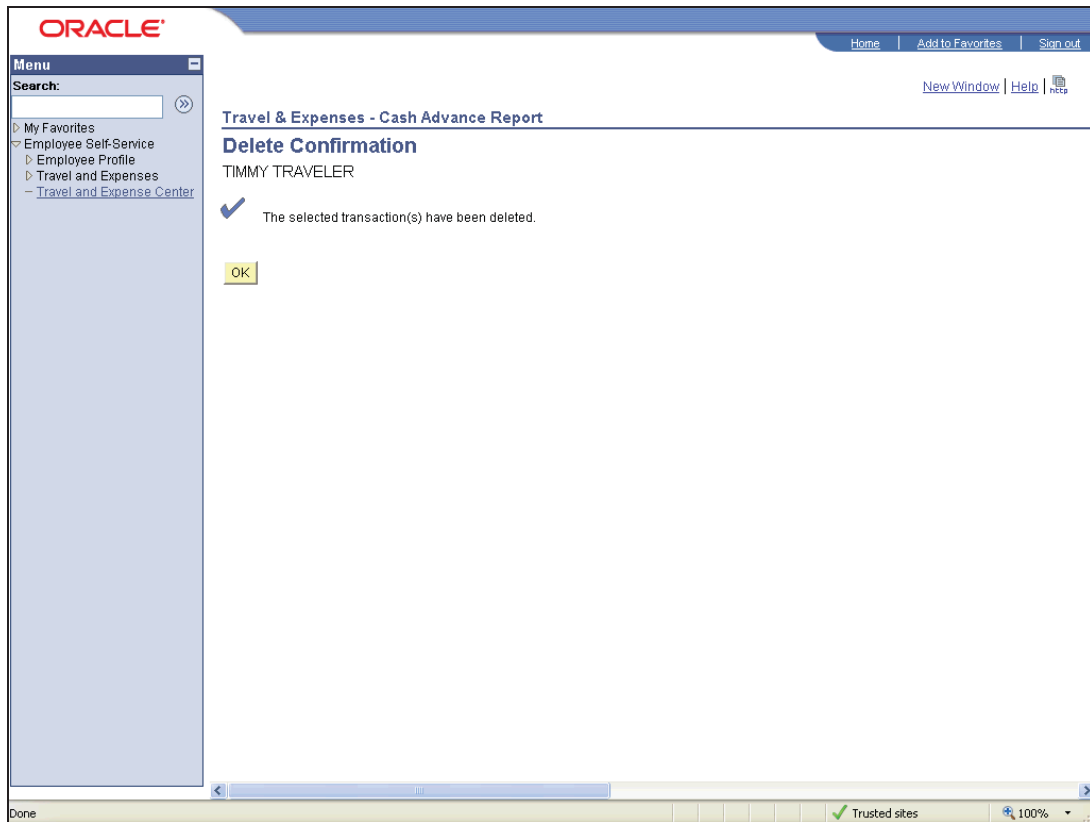 ORACLE'
Home | Add to Favorites | Sign out
Menu
Search:
My Favorites
Employee Self-Service
Employee Profile
Travel and Expenses
Travel and Expense Center
New Window | Help | http
Travel & Expenses - Cash Advance Report
Delete Confirmation
TIMMY TRAVELER
The selected transaction(s) have been deleted.
OK
Done
Trusted sites
100%